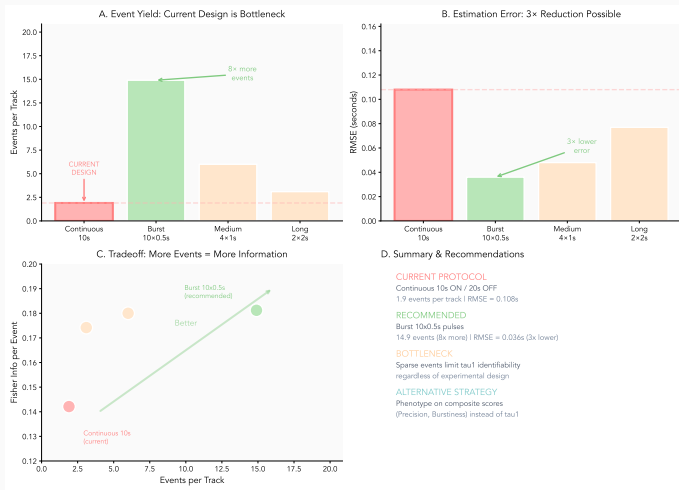 A. Event Yield: Current Design is Bottleneck
20.0
17.5
15.0
12.5
10.0
7.5
5.0
2.5
0.0
Events per Track
8× more
events
CURRENT
DESIGN
Continuous
10s
Burst
10×0.5s
Medium
4×1s
Long
2×2s
B. Estimation Error: 3× Reduction Possible
0.16
0.14
0.12
0.10
0.08
0.06
0.04
0.02
0.00
RMSE (seconds)
3× lower
error
Continuous
10s
Burst
10×0.5s
Medium
4×1s
Long
2×2s
C. Tradeoff: More Events = More Information
0.20
0.19
0.18
0.17
0.16
0.15
0.14
0.13
0.12
Fisher Info per Event
Burst 10x0.5s
(recommended)
Better
Continuous 10s
(current)
0.0
2.5
5.0
7.5
10.0
12.5
15.0
17.5
20.0
Events per Track
D. Summary & Recommendations
CURRENT PROTOCOL
Continuous 10s ON / 20s OFF
1.9 events per track | RMSE = 0.108s
RECOMMENDED
Burst 10x0.5s pulses
14.9 events (8x more) | RMSE = 0.036s (3x lower)
BOTTLENECK
Sparse events limit tau1 identifiability
regardless of experimental design
ALTERNATIVE STRATEGY
Phenotype on composite scores
(Precision, Burstiness) instead of tau1